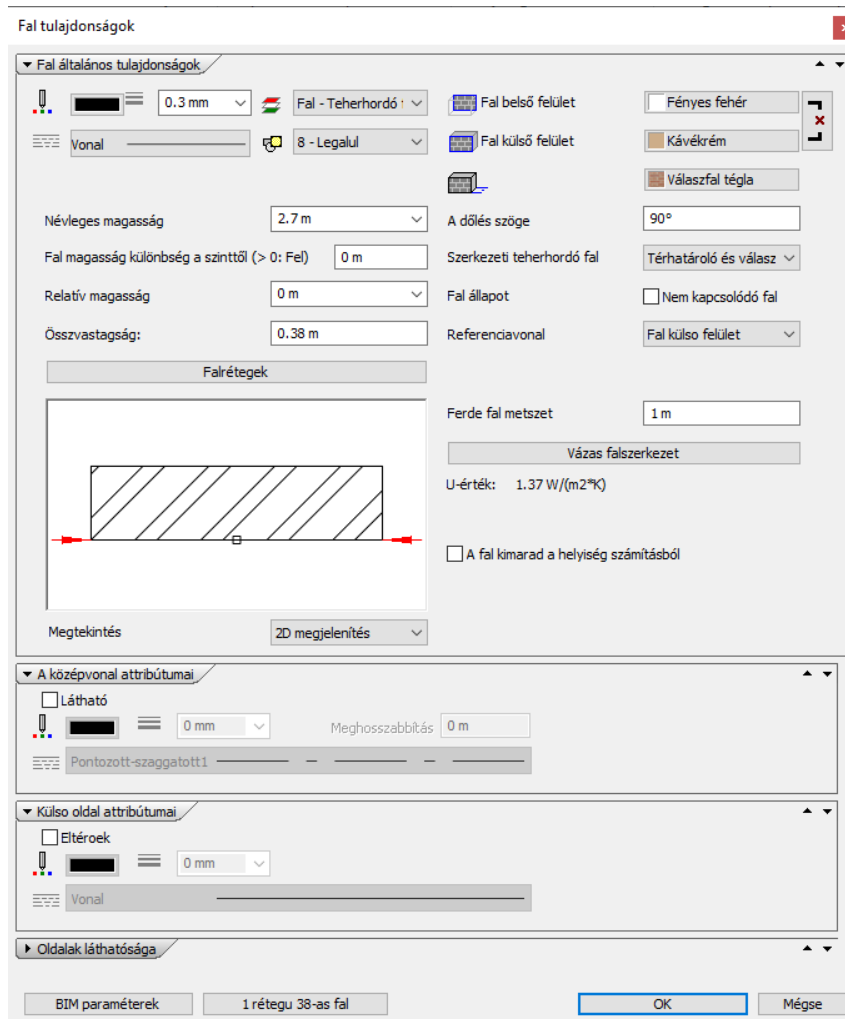 Fal tulajdonságok
Fal általános tulajdonságok
0.3 mm
Fal - Teherhordó
Fal belső felület
Fényes fehér
Vonal
8 - Legalul
Fal külső felület
Kávékrém
Válaszfal tégla
Névleges magasság
2.7 m
A dőlés szöge
90°
Fal magasság különbség a szinttől (> 0: Fel)
0 m
Szerkezeti teherhordó fal
Térhatároló és válasz
Relatív magasság
0 m
Fal állapot
Nem kapcsolódó fal
Összvastagság:
0.38 m
Referenciavonal
Fal külso felület
Falrétegek
Ferde fal metszet
1 m
Vázas falszerkezet
U-érték: 1.37 W/(m2*K)
A fal kimarad a helyiség számításból
Megtekintés
2D megjelenítés
A középvonal attribútumai
Látható
0 mm
Meghosszabbítás
0 m
Pontozott-szaggatott1
Külso oldal attribútumai
Eltéroek
0 mm
Vonal
Oldalak láthatósága
BIM paraméterek
1 rétegu 38-as fal
OK
Mégse